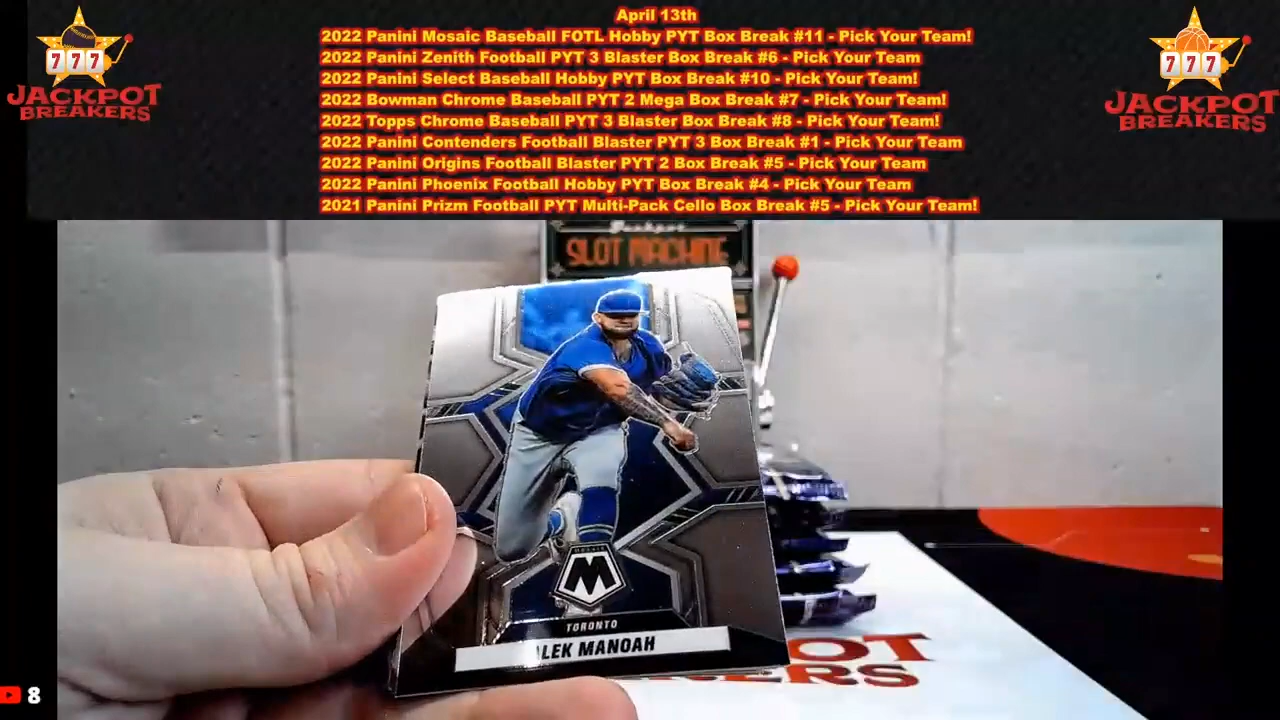 April 13th
2022 Panini Mosaic Baseball FOTL Hobby PYT Box Break #11 - Pick Your Team!
2022 Panini Zenith Football PYT 3 Blaster Box Break #6 - Pick Your Team
2022 Panini Select Baseball Hobby PYT Box Break #10 - Pick Your Team!
2022 Bowman Chrome Baseball PYT 2 Mega Box Break #7 - Pick Your Team!
2022 Topps Chrome Baseball PYT 3 Blaster Box Break #8 - Pick Your Team!
2022 Panini Contenders Football Blaster PYT 3 Box Break #1 - Pick Your Team
2022 Panini Origins Football Blaster PYT 2 Box Break #5 - Pick Your Team
2022 Panini Phoenix Football Hobby PYT Box Break #4 - Pick Your Team
2021 Panini Prizm Football PYT Multi-Pack Cello Box Break #5 - Pick Your Team!
777
JACKPOT
BREAKERS
777
JACKPOT
BREAKERS
Jackpot
SLOT MACHINE
MOSAIC
M
TORONTO
ALEK MANOAH
OT
KERS
8